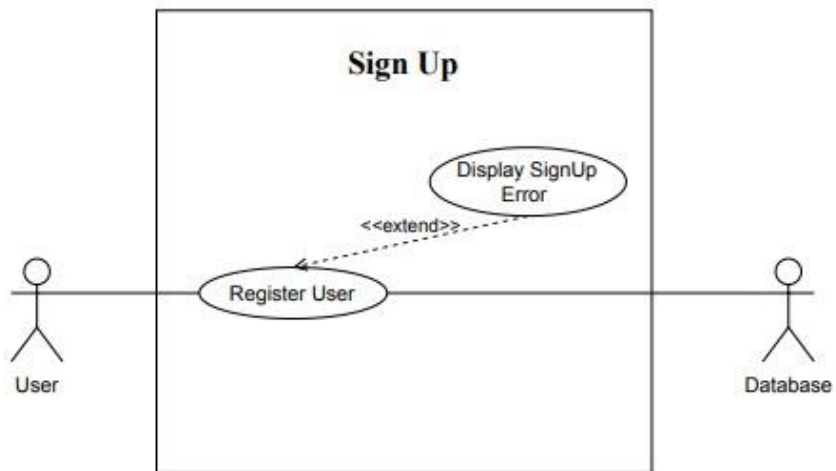 Sign Up
Display SignUp
Error
<<extend>>
Register User
User
Database